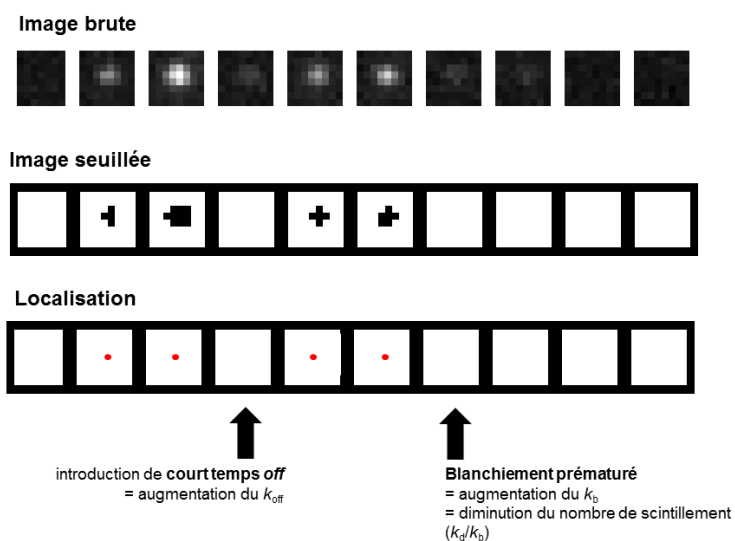 Image brute
Image seuillée
Localisation
introduction de court temps off
= augmentation du koff
Blanchiement prématuré
= augmentation du kb
= diminution du nombre de scintillement
(kd/kb)